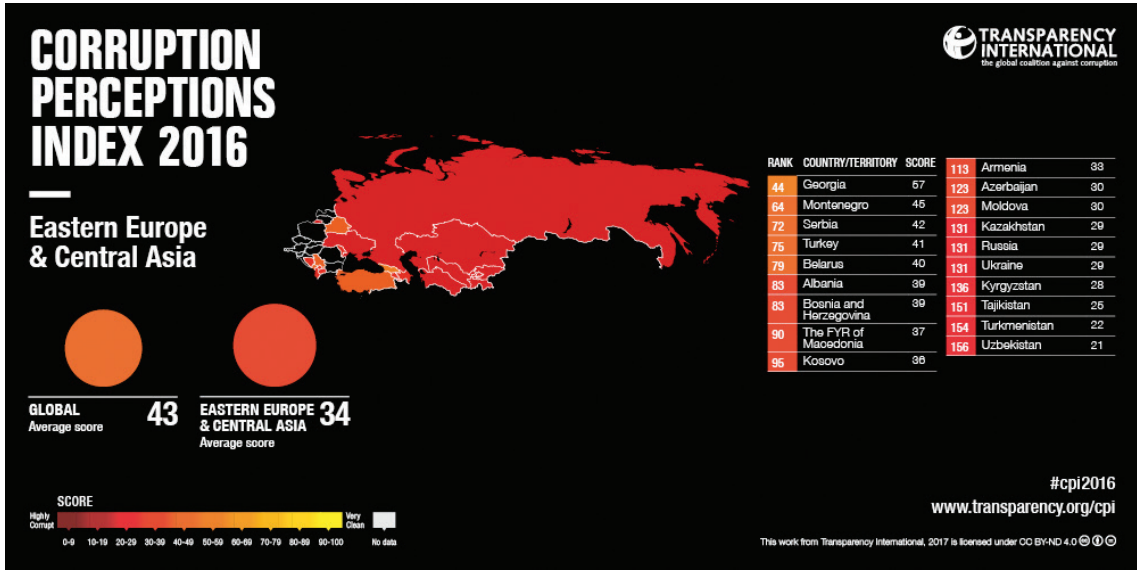 CORRUPTION
PERCEPTIONS
INDEX 2016
Eastern Europe
& Central Asia
TRANSPARENCY
INTERNATIONAL
the global coalition against corruption
RANK COUNTRY/TERRITORY SCORE
44 Georgia 57
64 Montenegro 45
72 Serbia 42
75 Turkey 41
79 Belarus 40
83 Albania 39
83 Bosnia and
Herzegovina 39
90 The FYR of
Macedonia 37
95 Kosovo 36
113 Armenia 33
123 Azerbaijan 30
123 Moldova 30
131 Kazakhstan 29
131 Russia 29
131 Ukraine 29
136 Kyrgyzstan 28
151 Tajikistan 25
154 Turkmenistan 22
156 Uzbekistan 21
GLOBAL 43
Average score
EASTERN EUROPE
& CENTRAL ASIA 34
Average score
SCORE
Highly
Corrupt
Very
Clean
0-9 10-19 20-29 30-39 40-49 50-59 60-69 70-79 80-89 90-100 No data
#cpi2016
www.transparency.org/cpi
This work from Transparency International, 2017 is licensed under CC BY-ND 4.0